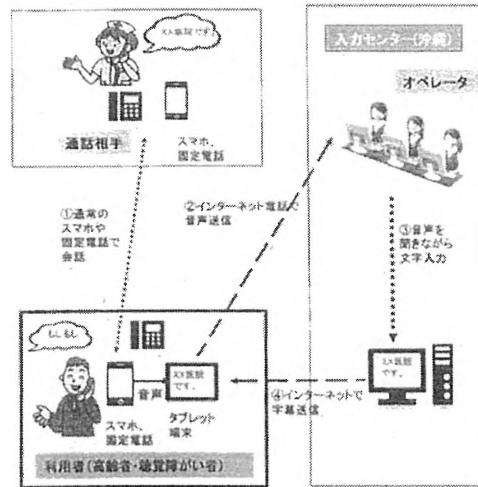 XX医院です。
通話相手
スマホ、
固定電話
入力センター(沖縄)
オペレータ
①通常の
スマホや
固定電話で
会話
②インターネット電話で
音声送信
③音声を
聞きながら
文字入力
もしもし
音声
XX医院
です。
スマホ、
固定電話
タブレット
端末
④インターネットで
字幕送信
XX医院
です。
利用者(高齢者・聴覚障がい者)